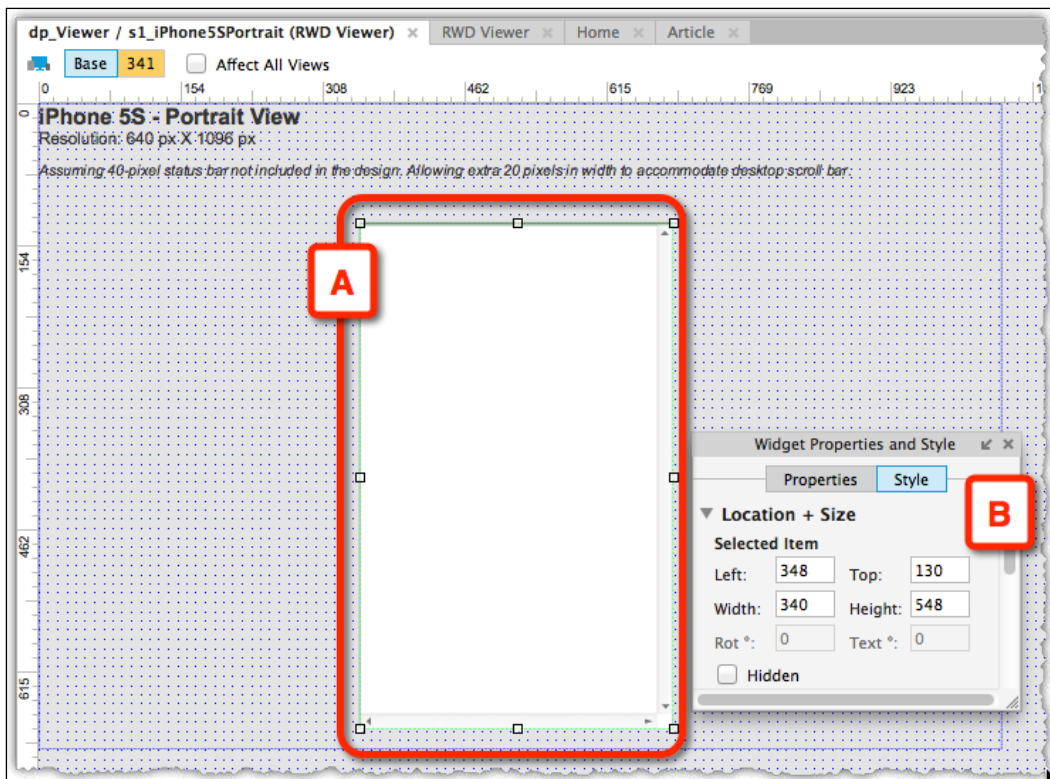 dp_Viewer / s1_iPhone5SPortrait (RWD Viewer) × RWD Viewer × Home × Article ×
Base 341 Affect All Views
0 154 308 462 615 769 923 1
0
iPhone 5S - Portrait View
Resolution: 640 px X 1096 px
Assuming 40-pixel status bar not included in the design. Allowing extra 20 pixels in width to accommodate desktop scroll bar.
154
A
308
Widget Properties and Style
Properties Style
B
Location + Size
462
Selected Item
Left: 348 Top: 130
Width: 340 Height: 548
Rot °: 0 Text °: 0
Hidden
615